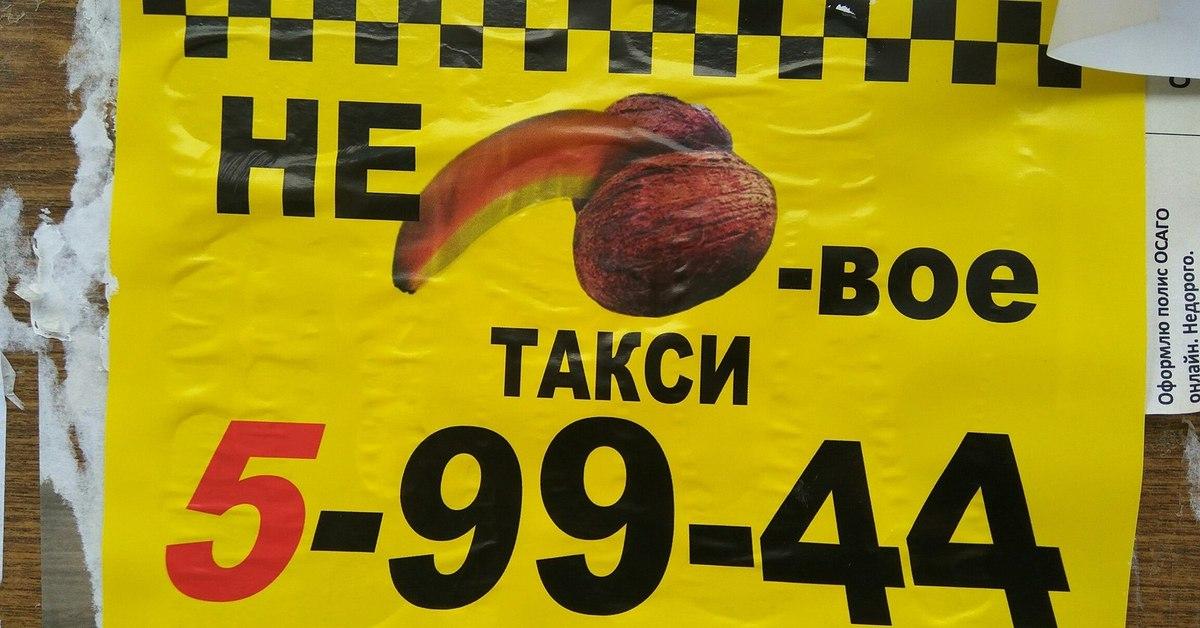 НЕ
-вое
ТАКСИ
5-99-44
Оформлю полис ОСАГО
онлайн. Недорого.